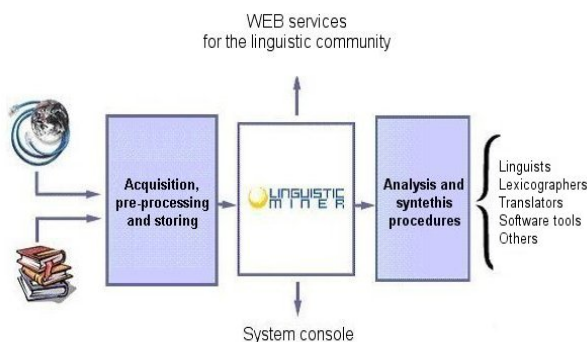 WEB services
for the linguistic community
Acquisition,
pre-processing
and storing
LINGUISTIC
MINER
Analysis and
syntethis
procedures
Linguists
Lexicographers
Translators
Software tools
Others
System console